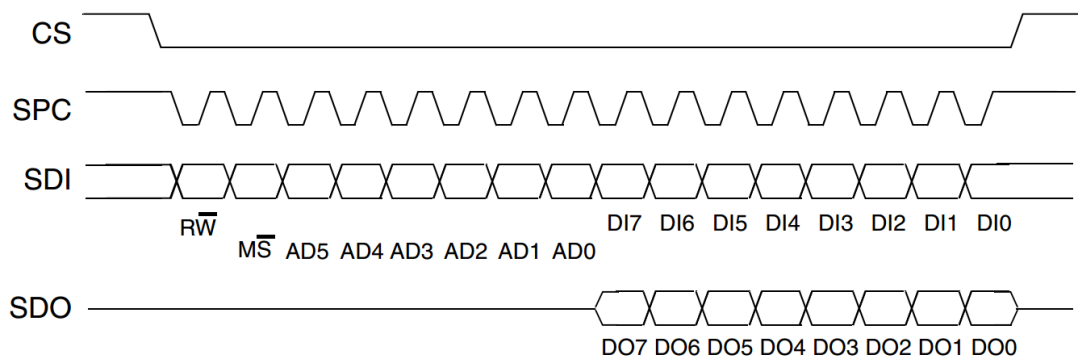 CS
SPC
SDI
RW̅ DI7 DI6 DI5 DI4 DI3 DI2 DI1 DI0
MS̅ AD5 AD4 AD3 AD2 AD1 AD0
SDO
DO7 DO6 DO5 DO4 DO3 DO2 DO1 DO0